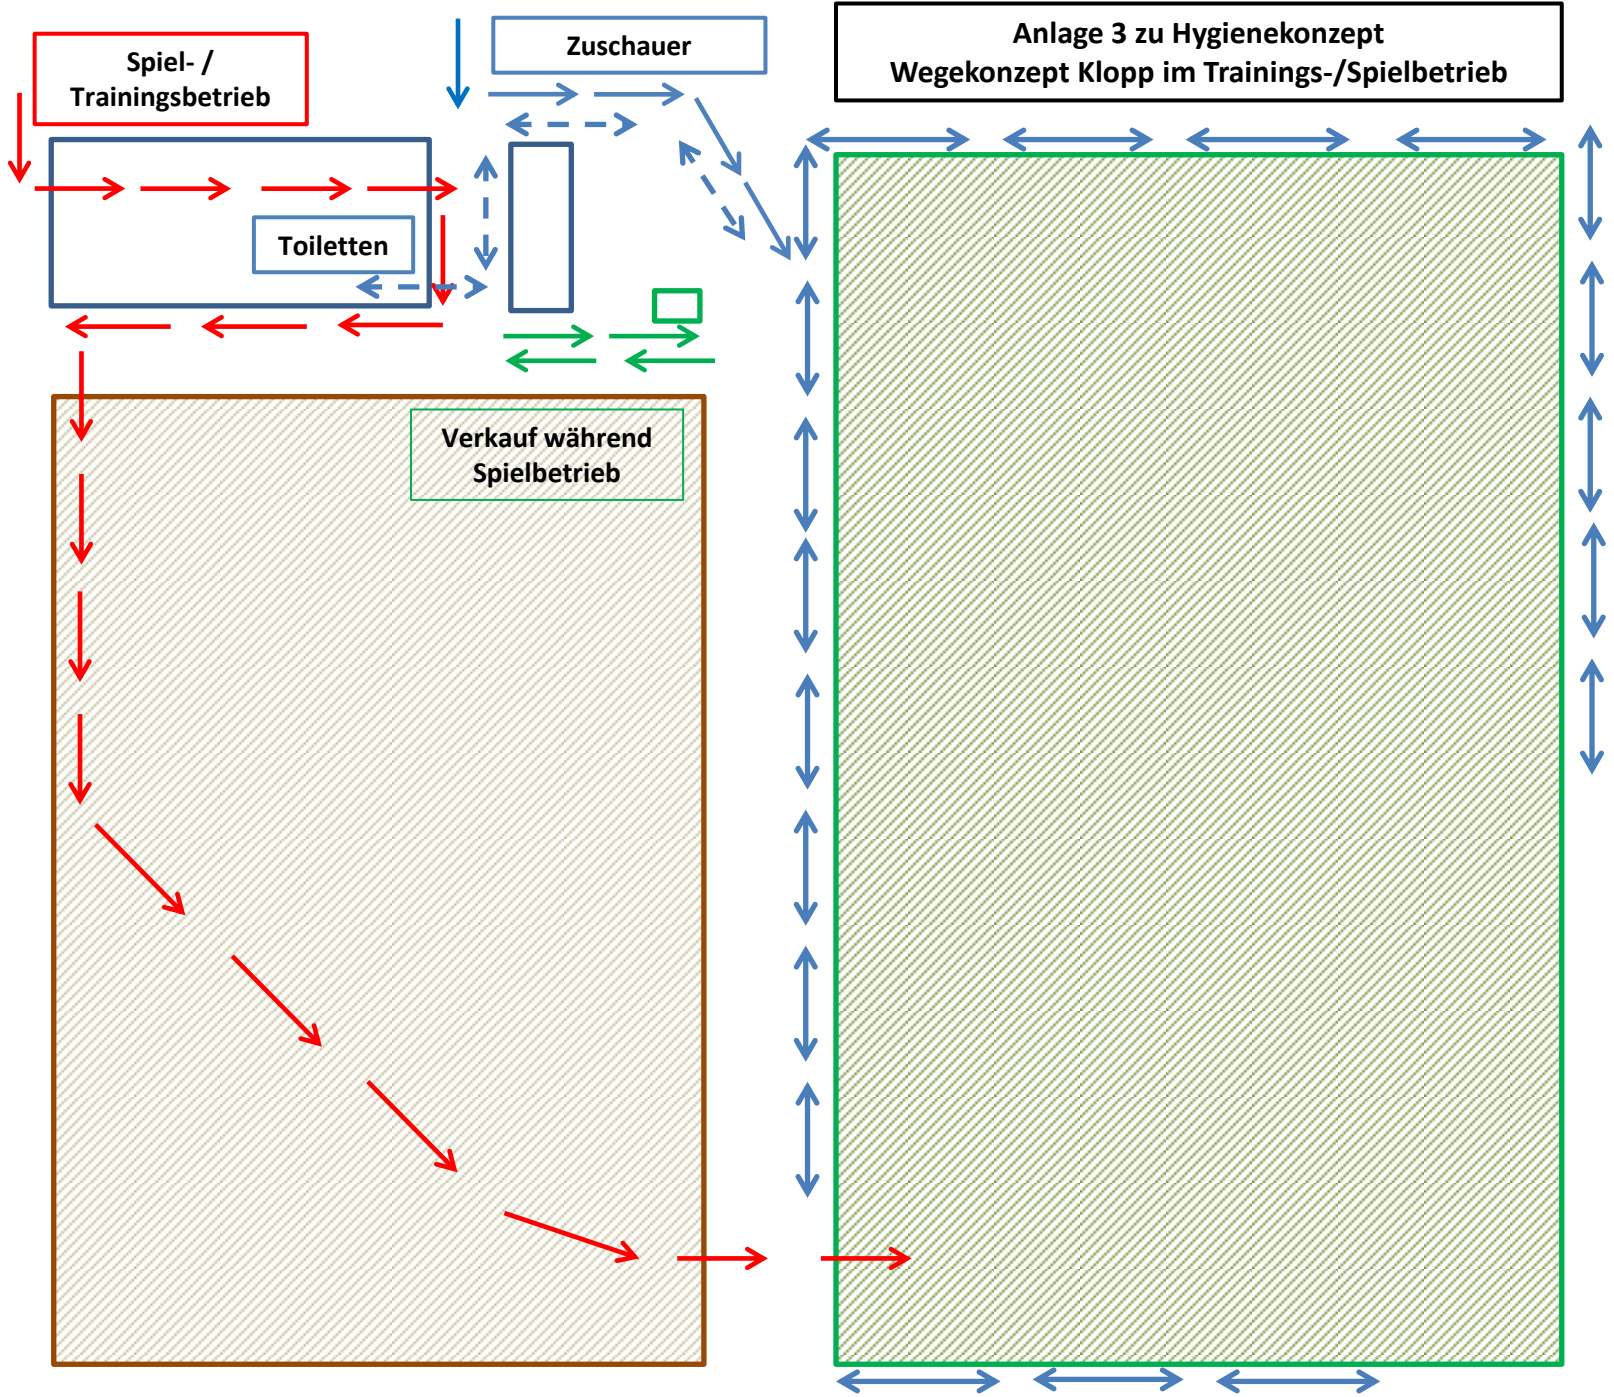 Spiel- /
Trainingsbetrieb
Zuschauer
Anlage 3 zu Hygienekonzept
Wegekonzept Klopp im Trainings-/Spielbetrieb
Toiletten
Verkauf während
Spielbetrieb